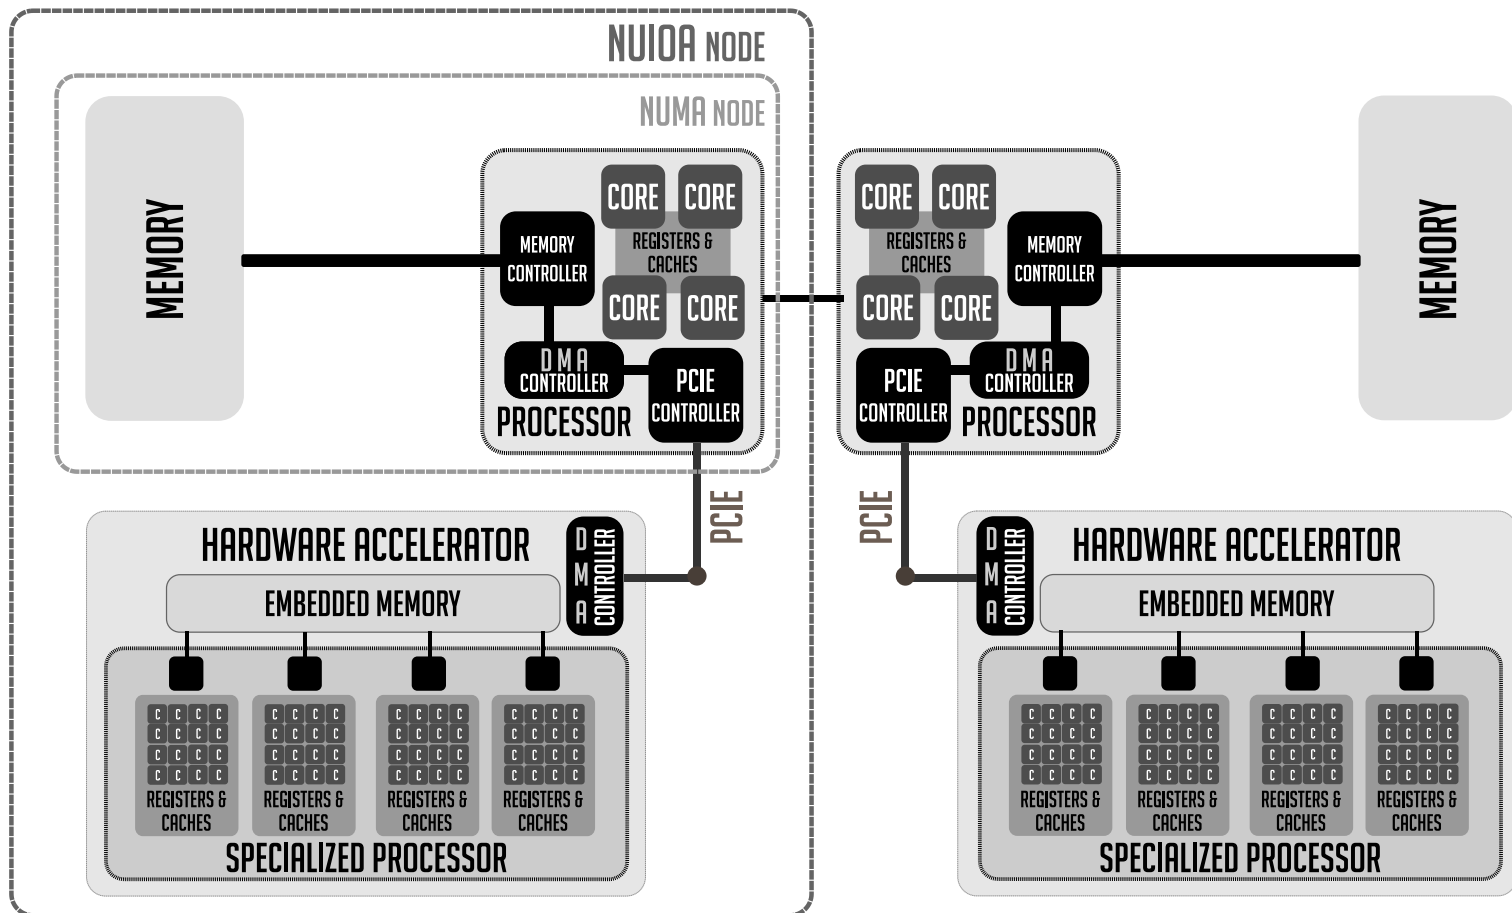 NUIOA NODE
NUMA NODE
MEMORY
CORE CORE
REGISTERS &
CACHES
CORE CORE
MEMORY
CONTROLLER
DMA
CONTROLLER
PCIE
CONTROLLER
PROCESSOR
CORE CORE
REGISTERS &
CACHES
CORE CORE
MEMORY
CONTROLLER
DMA
CONTROLLER
PCIE
CONTROLLER
PROCESSOR
MEMORY
PCIE
PCIE
HARDWARE ACCELERATOR
DMA
CONTROLLER
EMBEDDED MEMORY
C C C C
C C C C
C C C C
C C C C
REGISTERS &
CACHES
C C C C
C C C C
C C C C
C C C C
REGISTERS &
CACHES
C C C C
C C C C
C C C C
C C C C
REGISTERS &
CACHES
C C C C
C C C C
C C C C
C C C C
REGISTERS &
CACHES
SPECIALIZED PROCESSOR
DMA
CONTROLLER
HARDWARE ACCELERATOR
EMBEDDED MEMORY
C C C C
C C C C
C C C C
C C C C
REGISTERS &
CACHES
C C C C
C C C C
C C C C
C C C C
REGISTERS &
CACHES
C C C C
C C C C
C C C C
C C C C
REGISTERS &
CACHES
C C C C
C C C C
C C C C
C C C C
REGISTERS &
CACHES
SPECIALIZED PROCESSOR